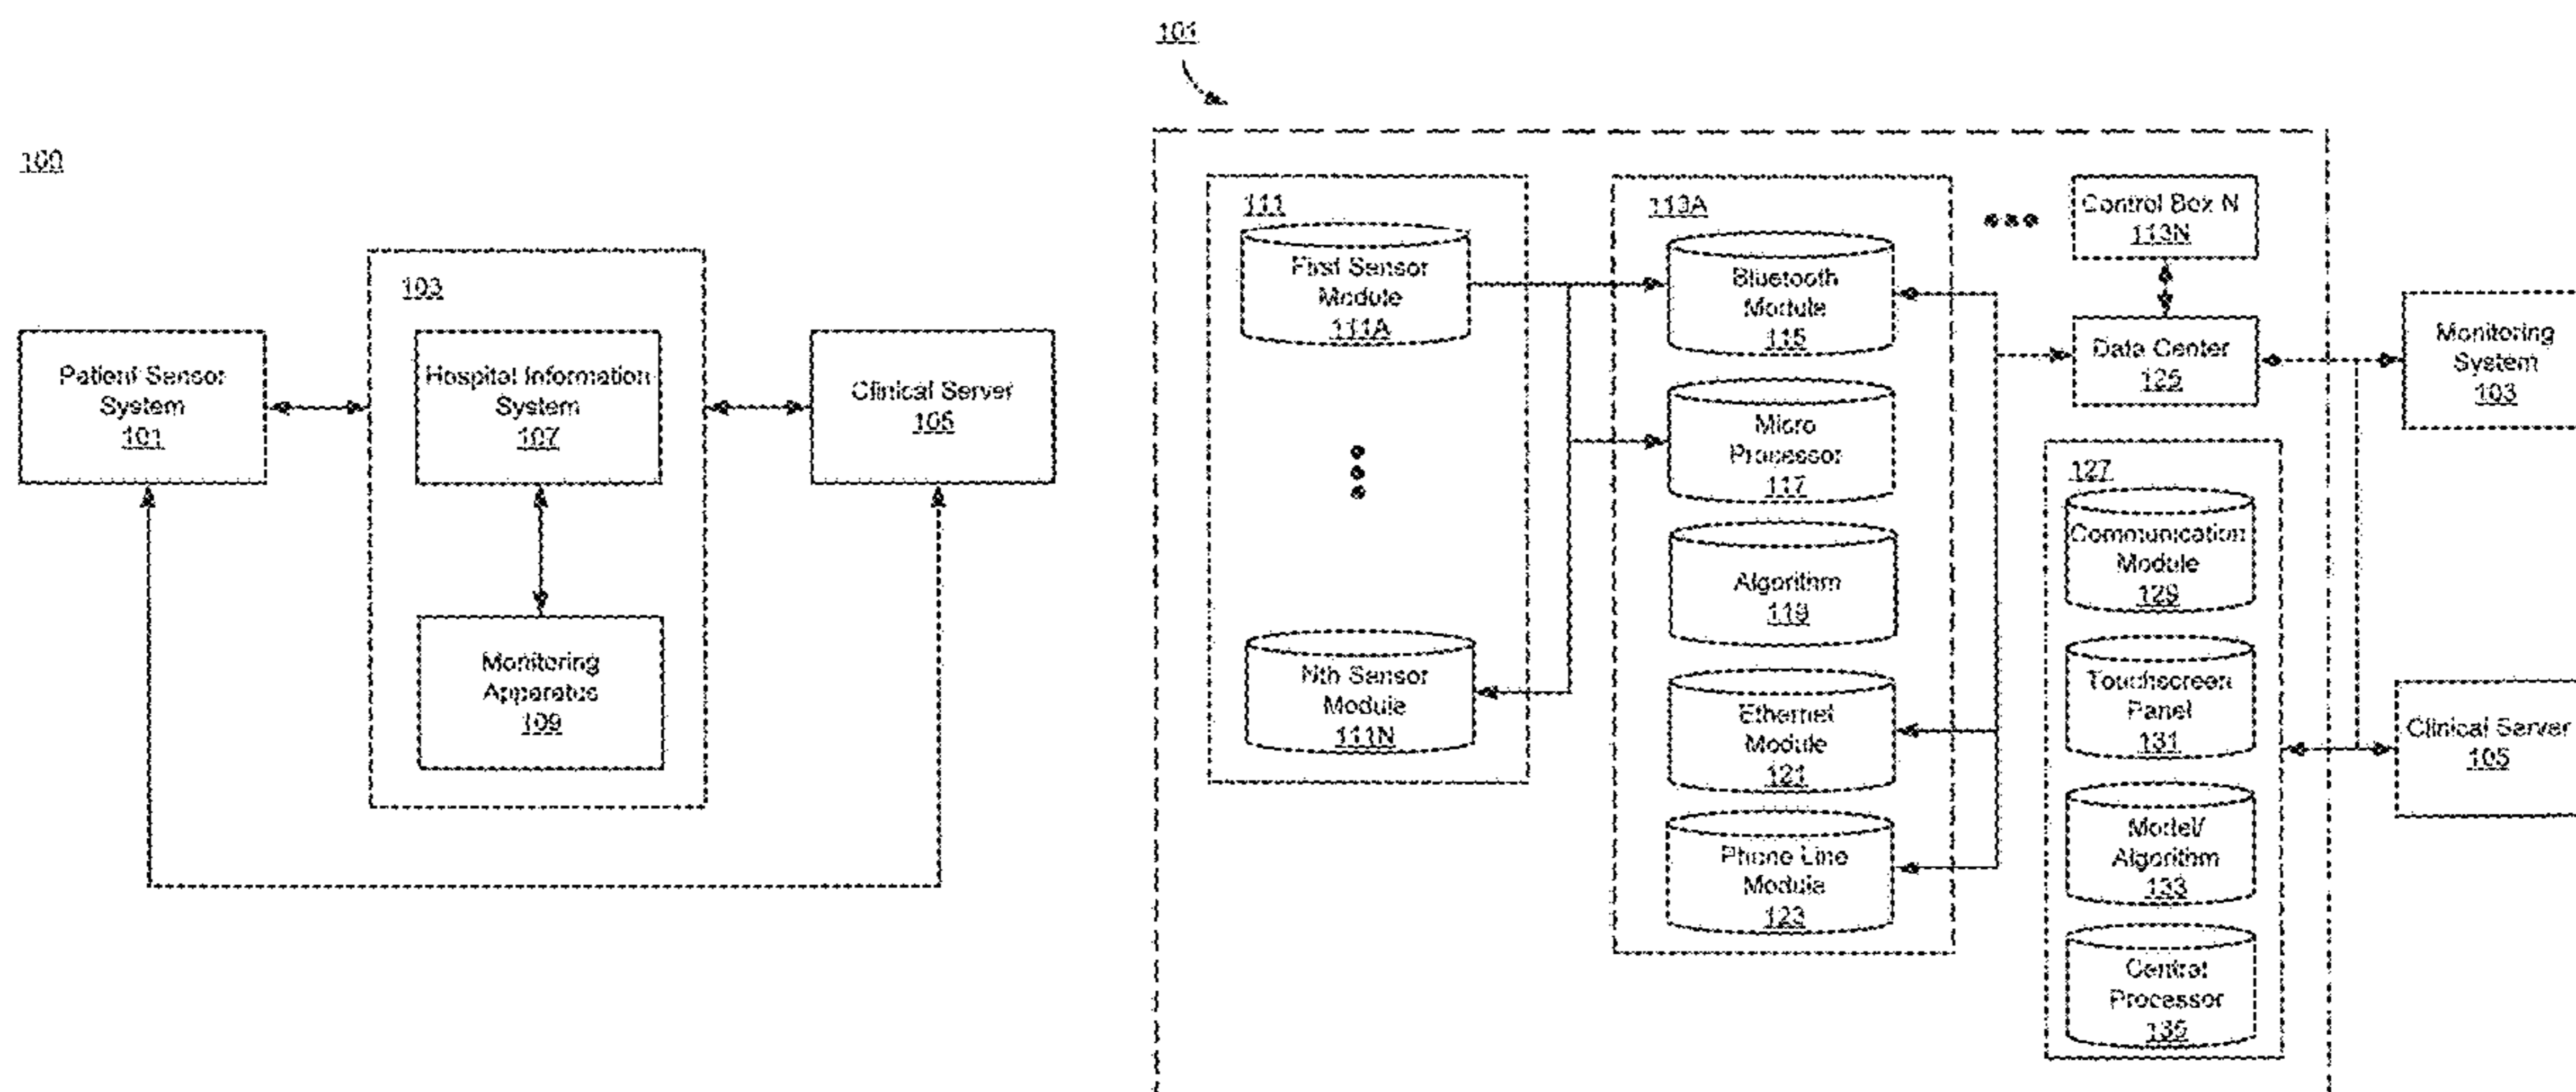 100
Patient Sensor
System
101
103
Hospital Information
System
107
Monitoring
Apparatus
109
Clinical Server
105
101
111
First Sensor
Module
111A
Nth Sensor
Module
111N
113A
Bluetooth
Module
115
Micro
Processor
117
Algorithm
119
Ethernet
Module
121
Phone Line
Module
123
Control Box N
113N
Data Center
125
127
Communication
Module
129
Touchscreen
Panel
131
Model/
Algorithm
133
Central
Processor
135
Monitoring
System
103
Clinical Server
105